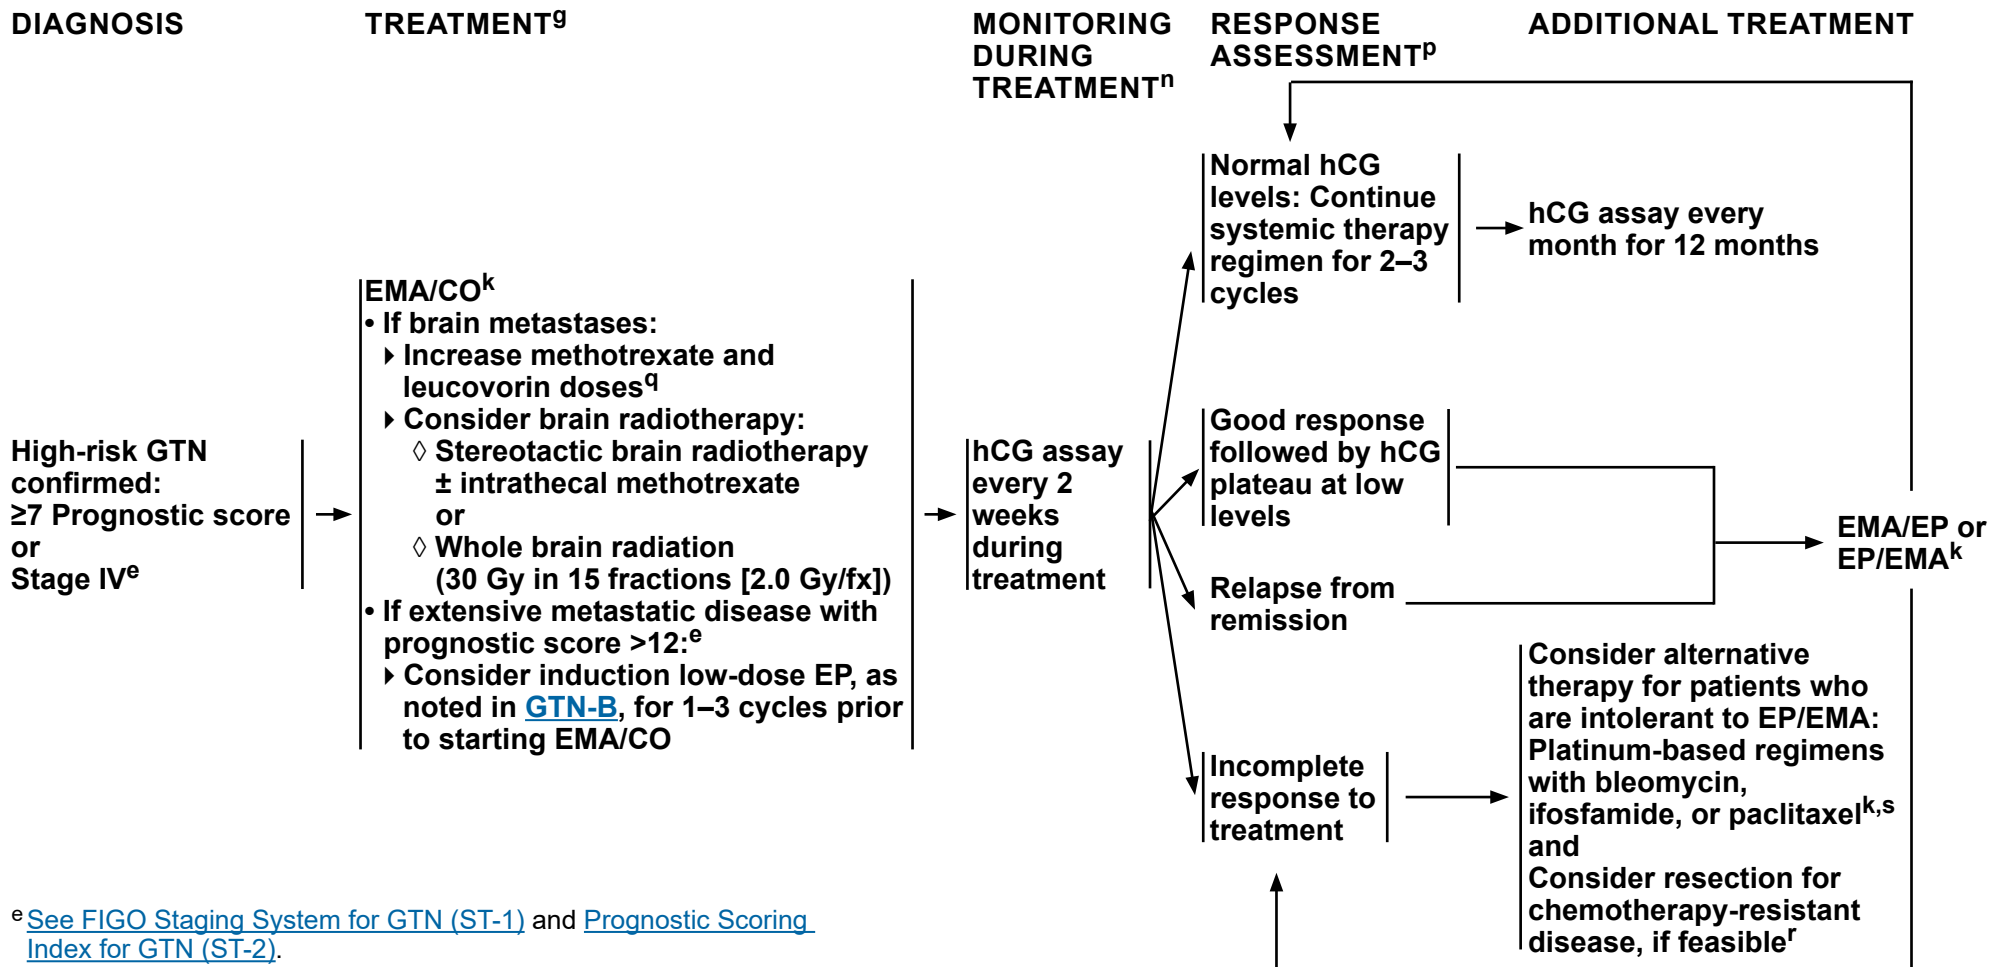 DIAGNOSIS
TREATMENTg
MONITORING
DURING
TREATMENTn
RESPONSE
ASSESSMENTp
ADDITIONAL TREATMENT
High-risk GTN
confirmed:
≥7 Prognostic score
or
Stage IVe
EMA/COk
• If brain metastases:
Increase methotrexate and
leucovorin dosesq
Consider brain radiotherapy:
◊ Stereotactic brain radiotherapy
± intrathecal methotrexate
or
◊ Whole brain radiation
(30 Gy in 15 fractions [2.0 Gy/fx])
• If extensive metastatic disease with
prognostic score >12:e
Consider induction low-dose EP, as
noted in GTN-B, for 1–3 cycles prior
to starting EMA/CO
hCG assay
every 2
weeks
during
treatment
Normal hCG
levels: Continue
systemic therapy
regimen for 2–3
cycles
hCG assay every
month for 12 months
Good response
followed by hCG
plateau at low
levels
Relapse from
remission
EMA/EP or
EP/EMAk
Incomplete
response to
treatment
Consider alternative
therapy for patients who
are intolerant to EP/EMA:
Platinum-based regimens
with bleomycin,
ifosfamide, or paclitaxelk,s
and
Consider resection for
chemotherapy-resistant
disease, if feasibler
e See FIGO Staging System for GTN (ST-1) and Prognostic Scoring
Index for GTN (ST-2).